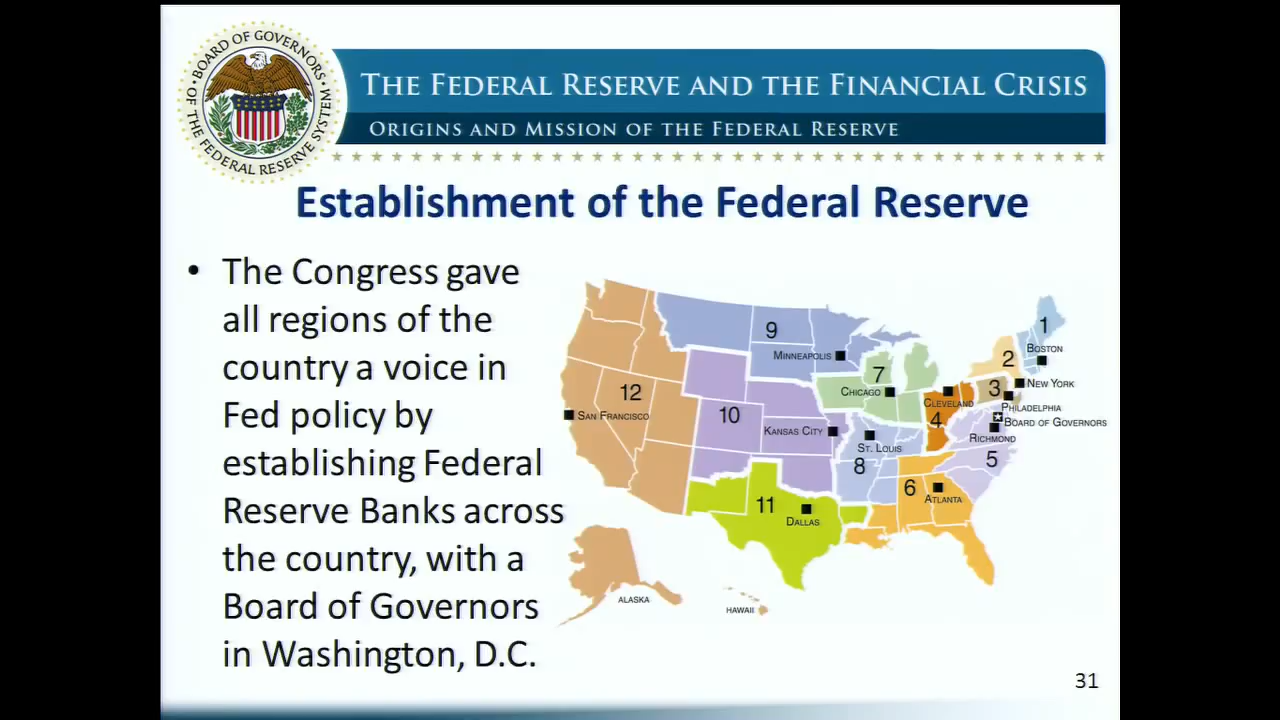 BOARD OF GOVERNORS
OF THE FEDERAL RESERVE SYSTEM
THE FEDERAL RESERVE AND THE FINANCIAL CRISIS
ORIGINS AND MISSION OF THE FEDERAL RESERVE
Establishment of the Federal Reserve
• The Congress gave
all regions of the
country a voice in
Fed policy by
establishing Federal
Reserve Banks across
the country, with a
Board of Governors
in Washington, D.C.
1
BOSTON
9
MINNEAPOLIS
2
NEW YORK
7
CHICAGO
3
PHILADELPHIA
CLEVELAND
4
12
SAN FRANCISCO
10
KANSAS CITY
BOARD OF GOVERNORS
RICHMOND
5
ST. LOUIS
8
6
ATLANTA
11
DALLAS
ALASKA
HAWAII
31